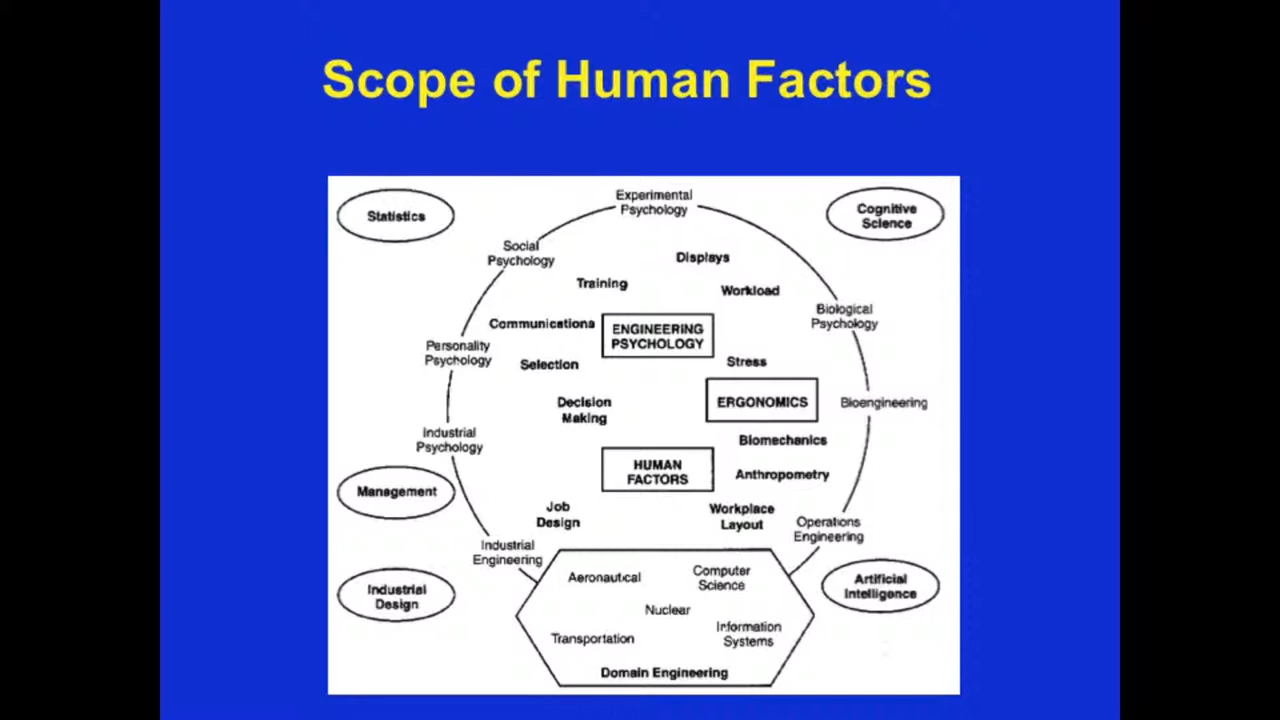 Scope of Human Factors
Experimental
Psychology
Statistics
Cognitive
Science
Social
Psychology
Displays
Training
Workload
Biological
Psychology
Communications
ENGINEERING
PSYCHOLOGY
Personality
Psychology
Selection
Stress
Decision
Making
ERGONOMICS
Bioengineering
Industrial
Psychology
Biomechanics
HUMAN
FACTORS
Anthropometry
Management
Job
Design
Workplace
Layout
Operations
Engineering
Industrial
Engineering
Aeronautical
Computer
Science
Artificial
Intelligence
Industrial
Design
Nuclear
Transportation
Information
Systems
Domain Engineering